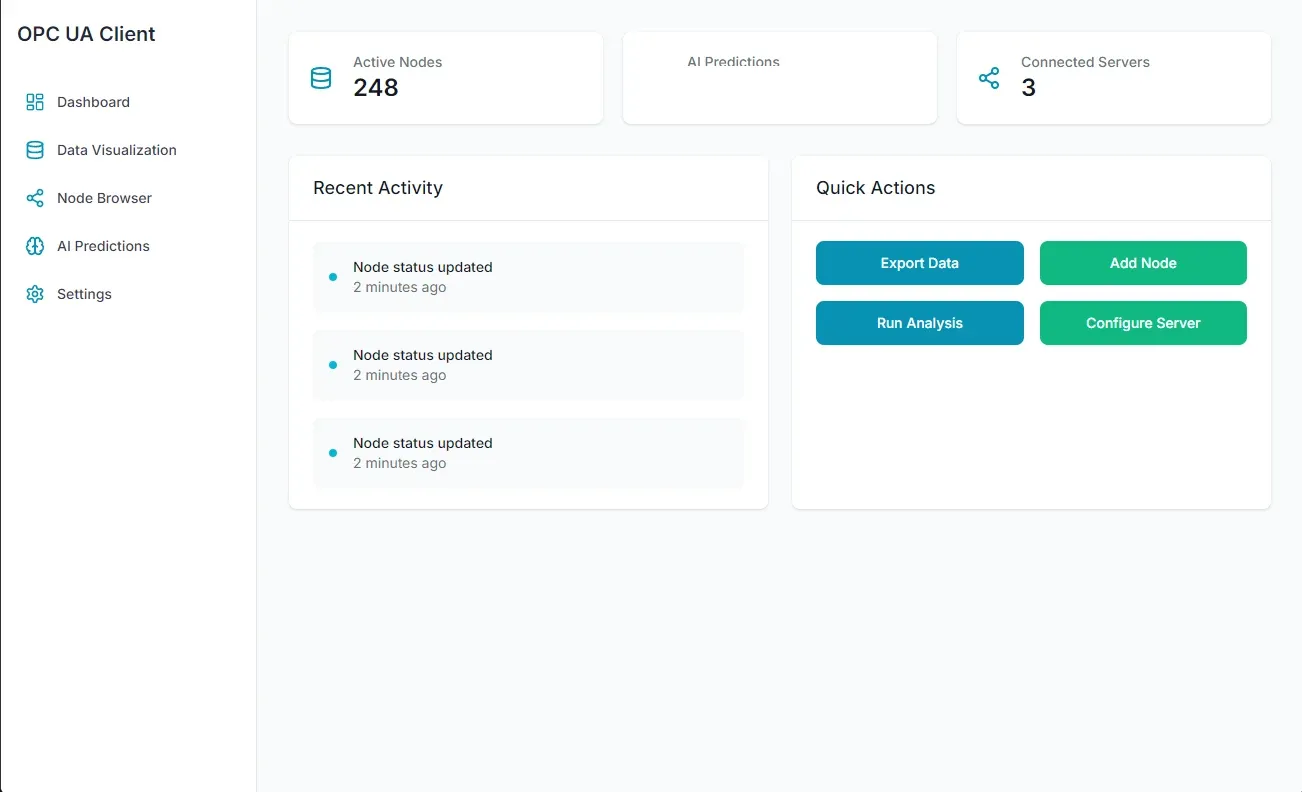 OPC UA Client
Dashboard
Data Visualization
Node Browser
AI Predictions
Settings
Active Nodes
248
AI Predictions
Connected Servers
3
Recent Activity
Node status updated
2 minutes ago
Node status updated
2 minutes ago
Node status updated
2 minutes ago
Quick Actions
Export Data
Add Node
Run Analysis
Configure Server